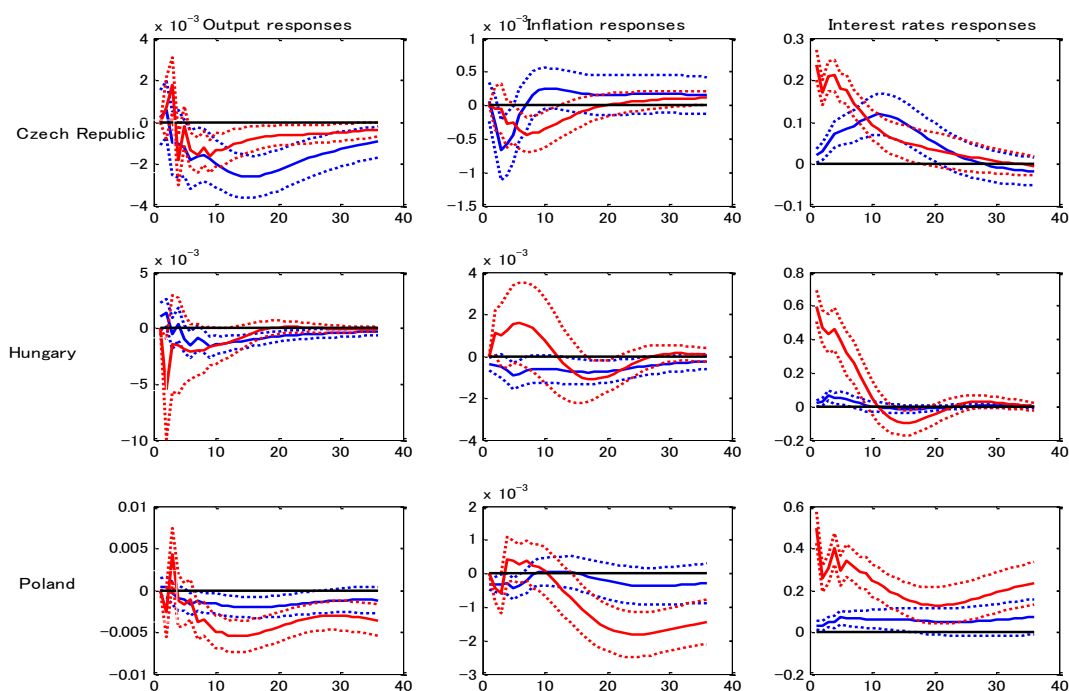 x 10⁻³ Output responses
x 10⁻³ Inflation responses
Interest rates responses
4
2
0
−2
−4
0 10 20 30 40
Czech Republic
1
0.5
0
−0.5
−1
−1.5
0 10 20 30 40
0.3
0.2
0.1
0
−0.1
0 10 20 30 40
x 10⁻³
5
0
−5
−10
0 10 20 30 40
Hungary
x 10⁻³
4
2
0
−2
−4
0 10 20 30 40
0.8
0.6
0.4
0.2
0
−0.2
0 10 20 30 40
0.01
0.005
0
−0.005
−0.01
0 10 20 30 40
Poland
x 10⁻³
2
1
0
−1
−2
−3
0 10 20 30 40
0.6
0.4
0.2
0
−0.2
0 10 20 30 40